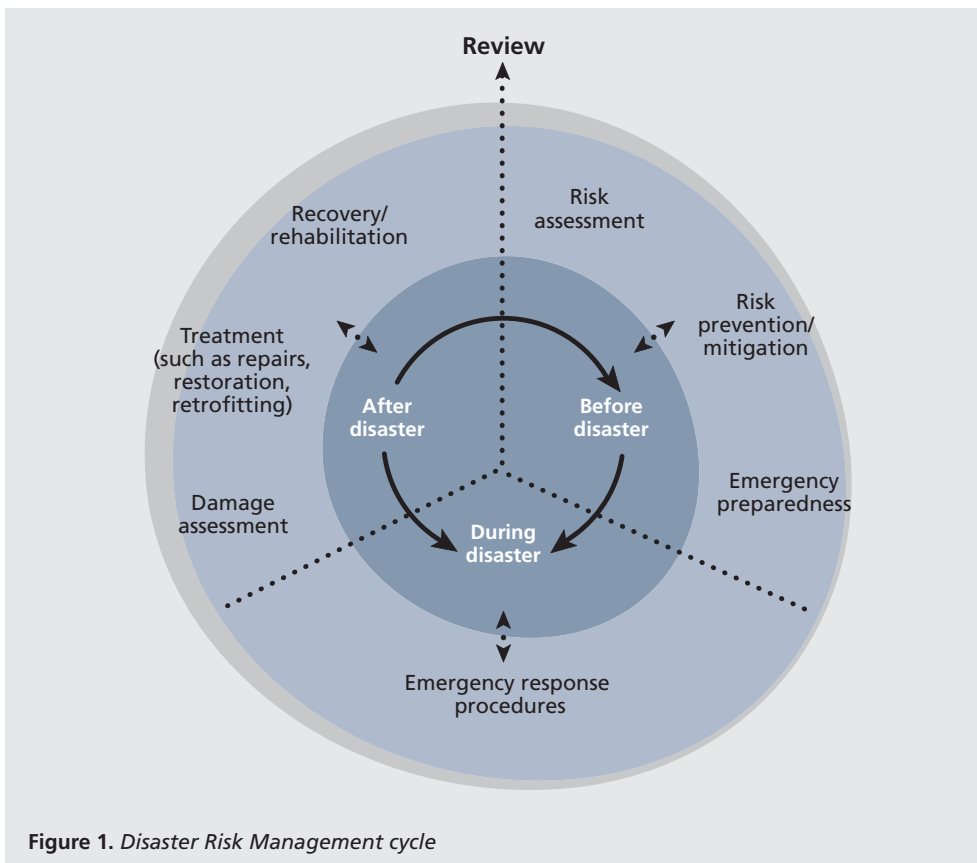 Review
Risk
assessment
Recovery/
rehabilitation
Risk
prevention/
mitigation
Treatment
(such as repairs,
restoration,
retrofitting)
After
disaster
Before
disaster
Emergency
preparedness
Damage
assessment
During
disaster
Emergency response
procedures
Figure 1. Disaster Risk Management cycle